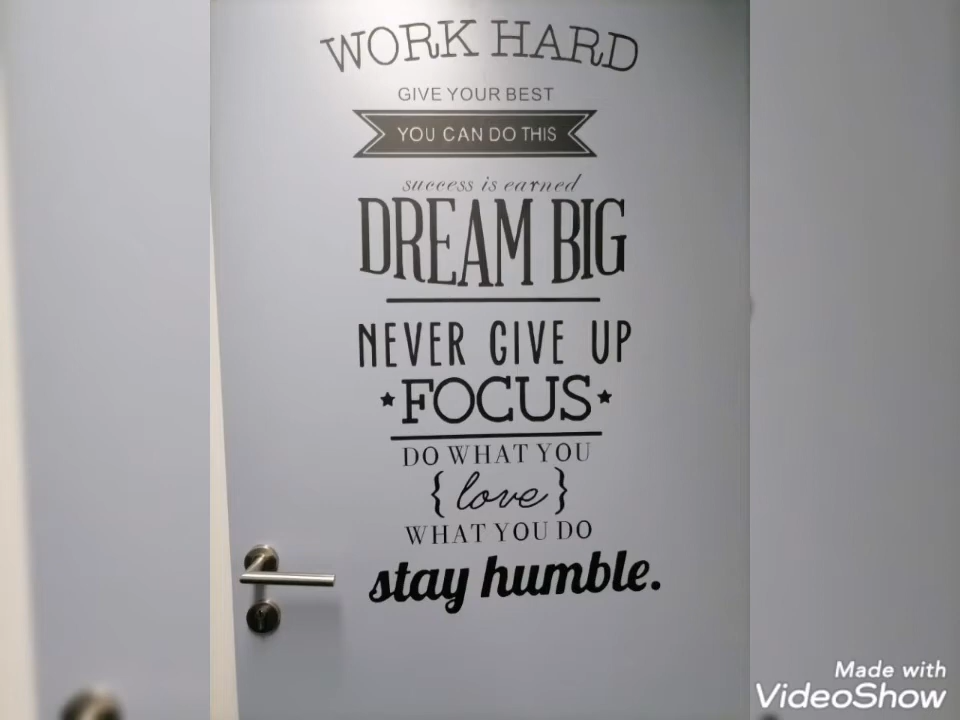 WORK HARD
GIVE YOUR BEST
YOU CAN DO THIS
success is earned
DREAM BIG
NEVER GIVE UP
FOCUS
DO WHAT YOU
{love}
WHAT YOU DO
stay humble.
Made with
VideoShow